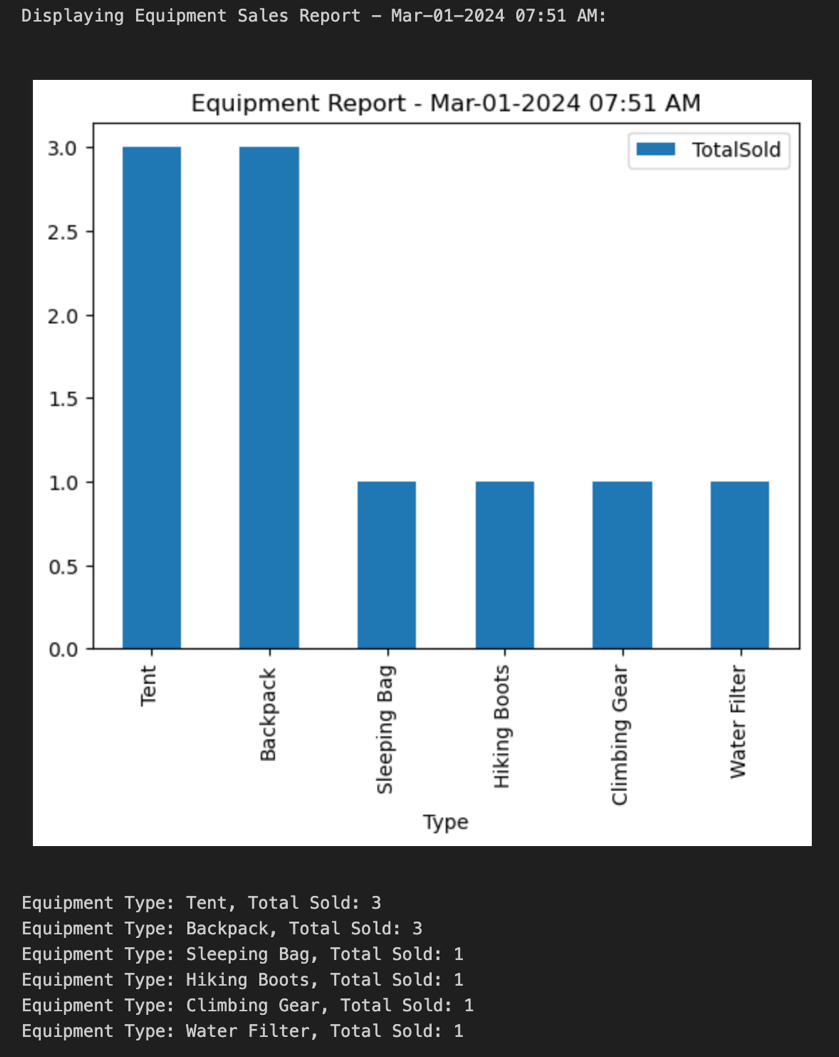 Displaying Equipment Sales Report - Mar-01-2024 07:51 AM:
Equipment Report - Mar-01-2024 07:51 AM
TotalSold
3.0
2.5
2.0
1.5
1.0
0.5
0.0
Tent
Backpack
Sleeping Bag
Hiking Boots
Climbing Gear
Water Filter
Type
Equipment Type: Tent, Total Sold: 3
Equipment Type: Backpack, Total Sold: 3
Equipment Type: Sleeping Bag, Total Sold: 1
Equipment Type: Hiking Boots, Total Sold: 1
Equipment Type: Climbing Gear, Total Sold: 1
Equipment Type: Water Filter, Total Sold: 1